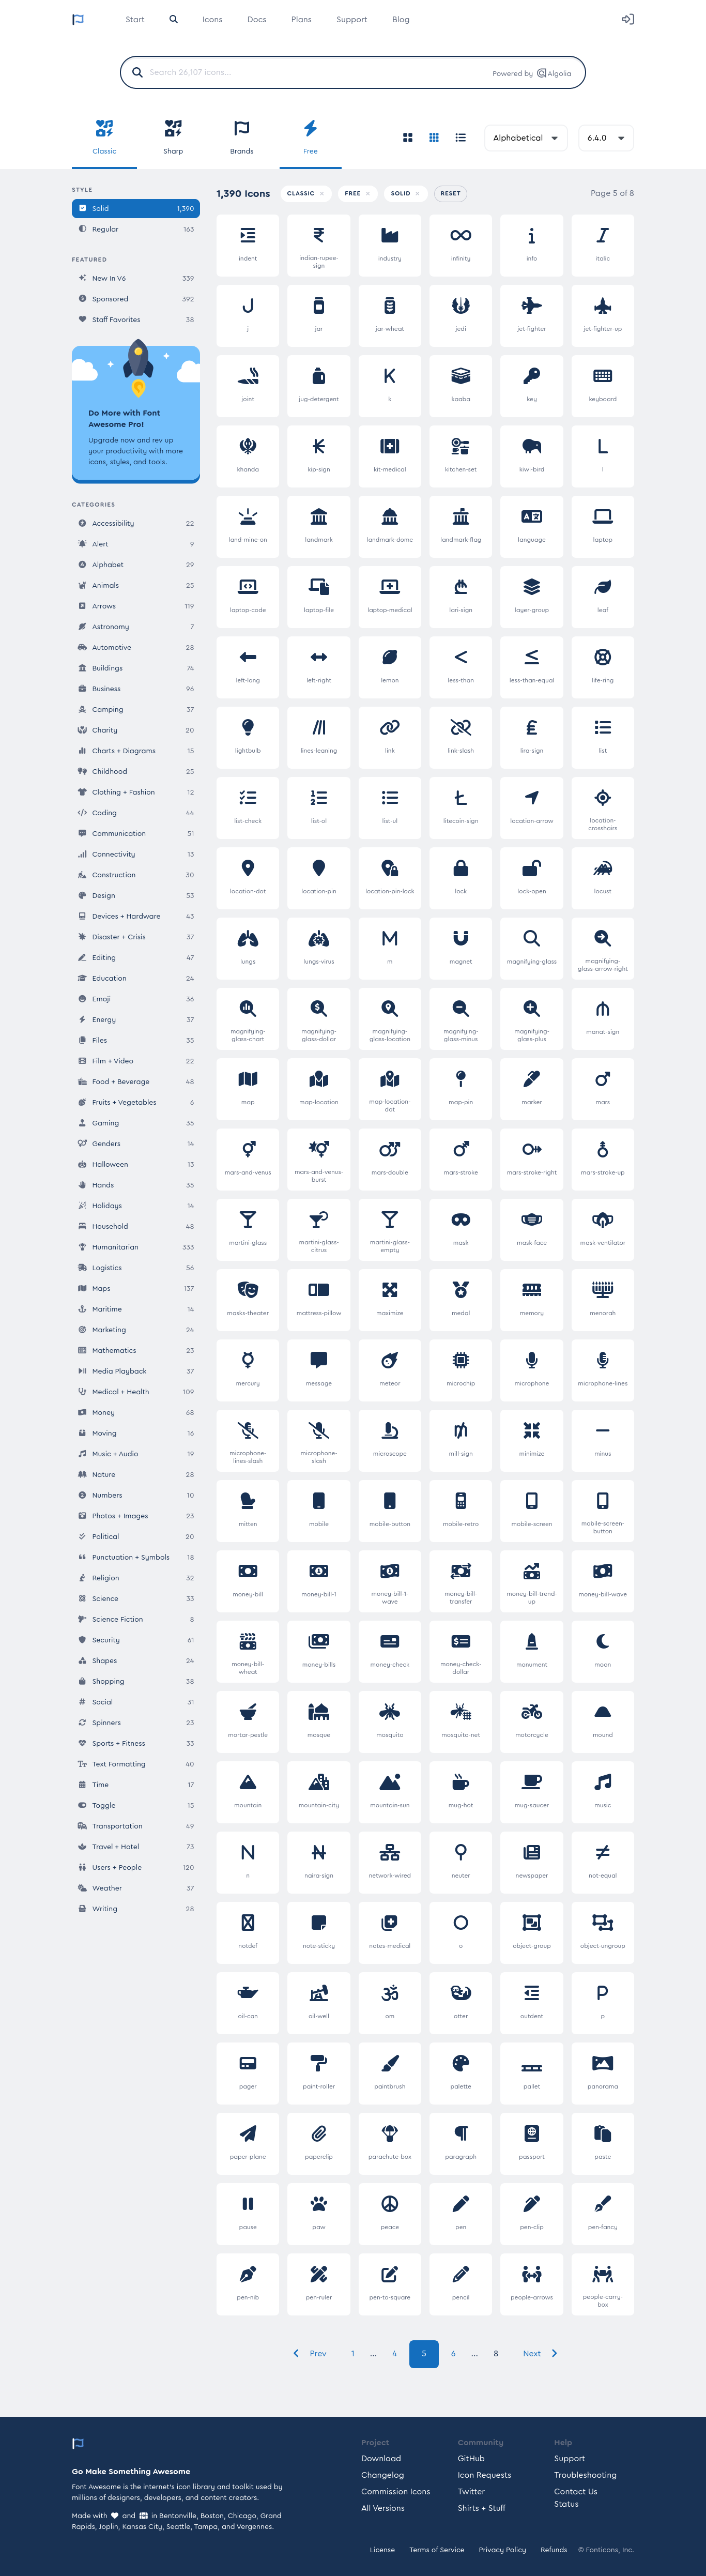 Start Icons Docs Plans Support Blog
Search 26,107 icons... Powered by Algolia
Classic Sharp Brands Free Alphabetical 6.4.0
STYLE
Solid 1,390
Regular 163
FEATURED
New In V6 339
Sponsored 392
Staff Favorites 38
Do More with Font
Awesome Pro!
Upgrade now and rev up
your productivity with more
icons, styles, and tools.
CATEGORIES
Accessibility 22
Alert 9
Alphabet 29
Animals 25
Arrows 119
Astronomy 7
Automotive 28
Buildings 74
Business 96
Camping 37
Charity 20
Charts + Diagrams 15
Childhood 25
Clothing + Fashion 12
Coding 44
Communication 51
Connectivity 13
Construction 30
Design 53
Devices + Hardware 43
Disaster + Crisis 37
Editing 47
Education 24
Emoji 36
Energy 37
Files 35
Film + Video 22
Food + Beverage 48
Fruits + Vegetables 6
Gaming 35
Genders 14
Halloween 13
Hands 35
Holidays 14
Household 48
Humanitarian 333
Logistics 56
Maps 137
Maritime 14
Marketing 24
Mathematics 23
Media Playback 37
Medical + Health 109
Money 68
Moving 16
Music + Audio 19
Nature 28
Numbers 10
Photos + Images 23
Political 20
Punctuation + Symbols 18
Religion 32
Science 33
Science Fiction 8
Security 61
Shapes 24
Shopping 38
Social 31
Spinners 23
Sports + Fitness 33
Text Formatting 40
Time 17
Toggle 15
Transportation 49
Travel + Hotel 73
Users + People 120
Weather 37
Writing 28
1,390 Icons CLASSIC × FREE × SOLID × RESET Page 5 of 8
indent indian-rupee-sign industry infinity info italic
j jar jar-wheat jedi jet-fighter jet-fighter-up
joint jug-detergent k kaaba key keyboard
khanda kip-sign kit-medical kitchen-set kiwi-bird l
land-mine-on landmark landmark-dome landmark-flag language laptop
laptop-code laptop-file laptop-medical lari-sign layer-group leaf
left-long left-right lemon less-than less-than-equal life-ring
lightbulb lines-leaning link link-slash lira-sign list
list-check list-ol list-ul litecoin-sign location-arrow location-crosshairs
location-dot location-pin location-pin-lock lock lock-open locust
lungs lungs-virus m magnet magnifying-glass magnifying-glass-arrow-right
magnifying-glass-chart magnifying-glass-dollar magnifying-glass-location magnifying-glass-minus magnifying-glass-plus manat-sign
map map-location map-location-dot map-pin marker mars
mars-and-venus mars-and-venus-burst mars-double mars-stroke mars-stroke-right mars-stroke-up
martini-glass martini-glass-citrus martini-glass-empty mask mask-face mask-ventilator
masks-theater mattress-pillow maximize medal memory menorah
mercury message meteor microchip microphone microphone-lines
microphone-lines-slash microphone-slash microscope mill-sign minimize minus
mitten mobile mobile-button mobile-retro mobile-screen mobile-screen-button
money-bill money-bill-1 money-bill-1-wave money-bill-transfer money-bill-trend-up money-bill-wave
money-bill-wheat money-bills money-check money-check-dollar monument moon
mortar-pestle mosque mosquito mosquito-net motorcycle mound
mountain mountain-city mountain-sun mug-hot mug-saucer music
n naira-sign network-wired neuter newspaper not-equal
notdef note-sticky notes-medical o object-group object-ungroup
oil-can oil-well om otter outdent p
pager paint-roller paintbrush palette pallet panorama
paper-plane paperclip parachute-box paragraph passport paste
pause paw peace pen pen-clip pen-fancy
pen-nib pen-ruler pen-to-square pencil people-arrows people-carry-box
Prev 1 ... 4 5 6 ... 8 Next
Go Make Something Awesome
Font Awesome is the internet's icon library and toolkit used by
millions of designers, developers, and content creators.
Made with and in Bentonville, Boston, Chicago, Grand
Rapids, Joplin, Kansas City, Seattle, Tampa, and Vergennes.
Project
Download
Changelog
Commission Icons
All Versions
Community
GitHub
Icon Requests
Twitter
Shirts + Stuff
Help
Support
Troubleshooting
Contact Us
Status
License Terms of Service Privacy Policy Refunds © Fonticons, Inc.